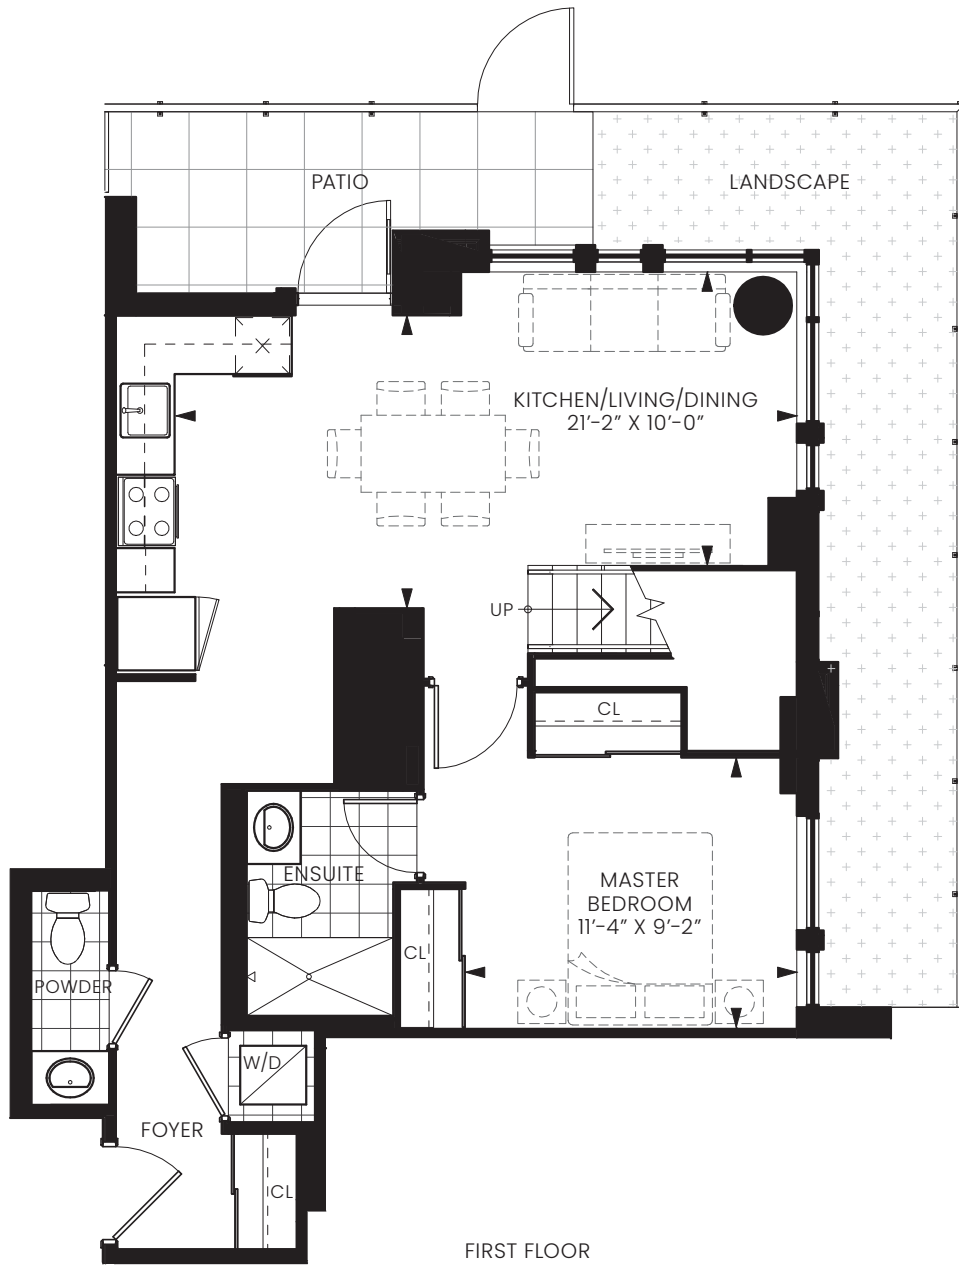 PATIO
LANDSCAPE
KITCHEN/LIVING/DINING
21’-2” X 10’-0”
UP
CL
ENSUITE
MASTER
BEDROOM
11’-4” X 9’-2”
CL
POWDER
W/D
FOYER
CL
FIRST FLOOR